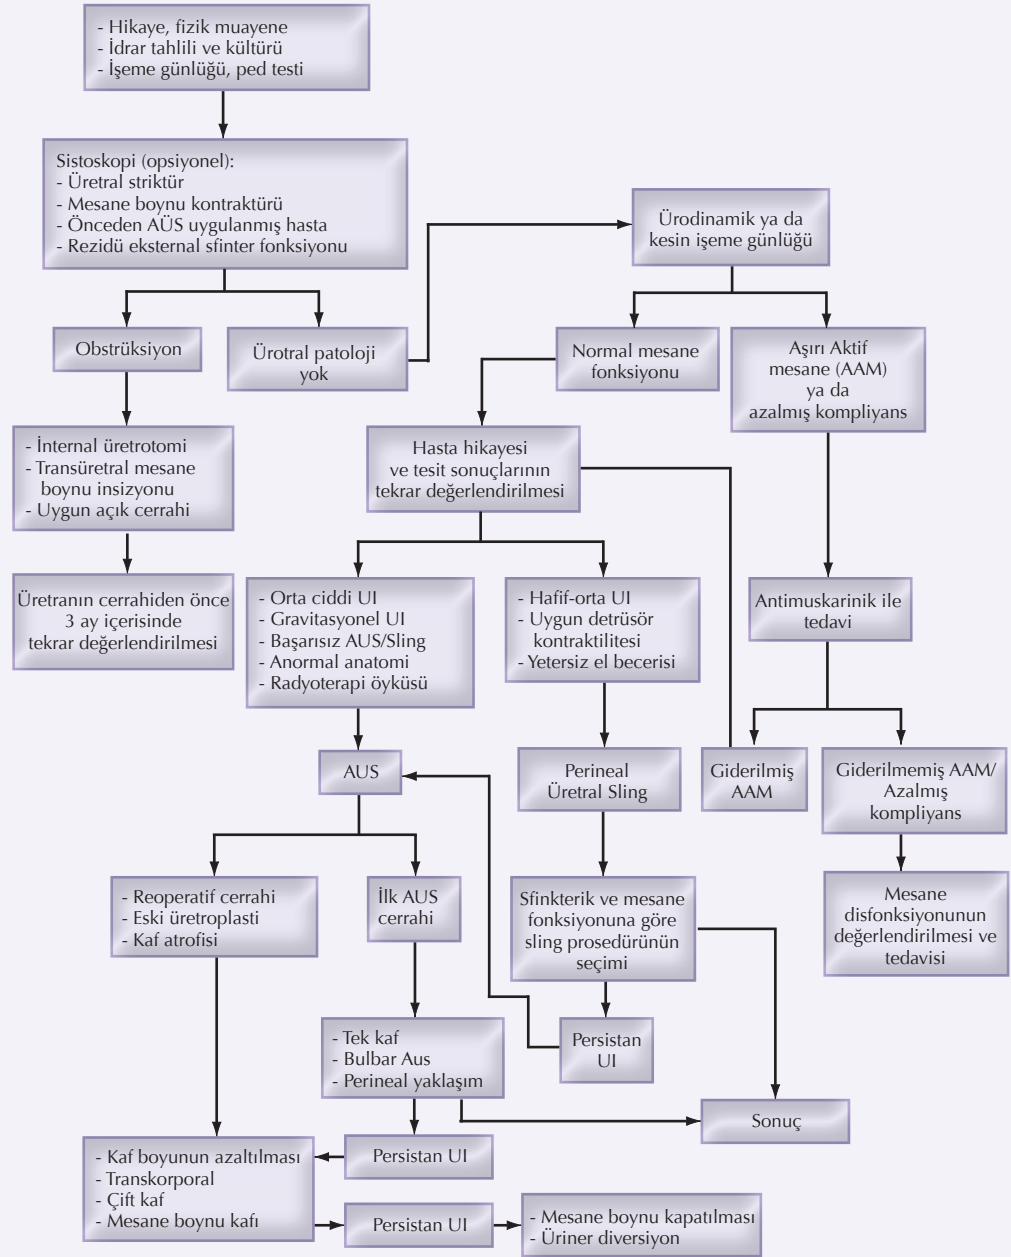 - Hikaye, fizik muayene
- İdrar tahlili ve kültürü
- İşeme günlüğü, ped testi
Sistoskopi (opsiyonel):
- Üretral striktür
- Mesane boynu kontraktürü
- Önceden AÜS uygulanmış hasta
- Rezidü eksternal sfinter fonksiyonu
Ürodinamik ya da
kesin işeme günlüğü
Obstrüksiyon
Ürotral patoloji
yok
Normal mesane
fonksiyonu
Aşırı Aktif
mesane (AAM)
ya da
azalmış kompliyans
- İnternal üretrotomi
- Transüretral mesane
boynu insizyonu
- Uygun açık cerrahi
Hasta hikayesi
ve tesit sonuçlarının
tekrar değerlendirilmesi
Üretranın cerrahiden önce
3 ay içerisinde
tekrar değerlendirilmesi
- Orta ciddi UI
- Gravitasyonel UI
- Başarısız AUS/Sling
- Anormal anatomi
- Radyoterapi öyküsü
- Hafif-orta UI
- Uygun detrüsör
kontraktilitesi
- Yetersiz el becerisi
Antimuskarinik ile
tedavi
AUS
Perineal
Üretral Sling
Giderilmiş
AAM
Giderilmemiş AAM/
Azalmış
kompliyans
- Reoperatif cerrahi
- Eski üretroplasti
- Kaf atrofisi
İlk AUS
cerrahi
Sfinkterik ve mesane
fonksiyonuna göre
sling prosedürünün
seçimi
Mesane
disfonksiyonunun
değerlendirilmesi ve
tedavisi
- Tek kaf
- Bulbar Aus
- Perineal yaklaşım
Persistan
UI
Sonuç
- Kaf boyunun azaltılması
- Transkorporal
- Çift kaf
- Mesane boynu kafı
Persistan UI
Persistan UI
- Mesane boynu kapatılması
- Üriner diversiyon